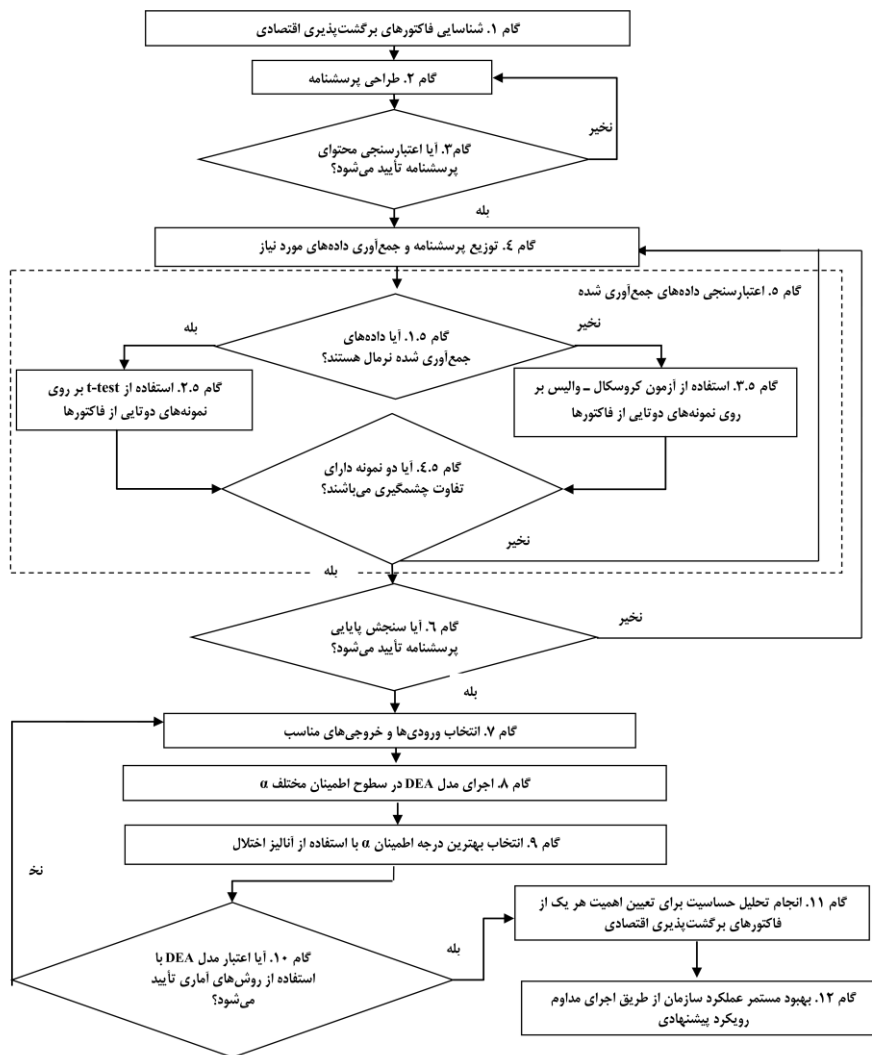 گام ۱. شناسایی فاکتورهای برگشت‌پذیری اقتصادی
گام ۲. طراحی پرسشنامه
نخیر
گام۳. آیا اعتبارسنجی محتوای
پرسشنامه تأیید می‌شود؟
بله
گام ۴. توزیع پرسشنامه و جمع‌آوری داده‌های مورد نیاز
گام ۵. اعتبارسنجی داده‌های جمع‌آوری شده
نخیر
بله
گام ۱.۵. آیا داده‌های
جمع‌آوری شده نرمال هستند؟
گام ۳.۵. استفاده از آزمون کروسکال ـ والیس بر
روی نمونه‌های دوتایی از فاکتورها
گام ۲.۵. استفاده از t-test بر روی
نمونه‌های دوتایی از فاکتورها
گام ۴.۵. آیا دو نمونه دارای
تفاوت چشمگیری می‌باشند؟
نخیر
بله
گام ۶. آیا سنجش پایایی
پرسشنامه تأیید می‌شود؟
نخیر
بله
گام ۷. انتخاب ورودی‌ها و خروجی‌های مناسب
گام ۸. اجرای مدل DEA در سطوح اطمینان مختلف α
گام ۹. انتخاب بهترین درجه اطمینان α با استفاده از آنالیز اختلال
نخ
گام ۱۰. آیا اعتبار مدل DEA با
استفاده از روش‌های آماری تأیید
می‌شود؟
بله
گام ۱۱. انجام تحلیل حساسیت برای تعیین اهمیت هر یک از
فاکتورهای برگشت‌پذیری اقتصادی
گام ۱۲. بهبود مستمر عملکرد سازمان از طریق اجرای مداوم
رویکرد پیشنهادی